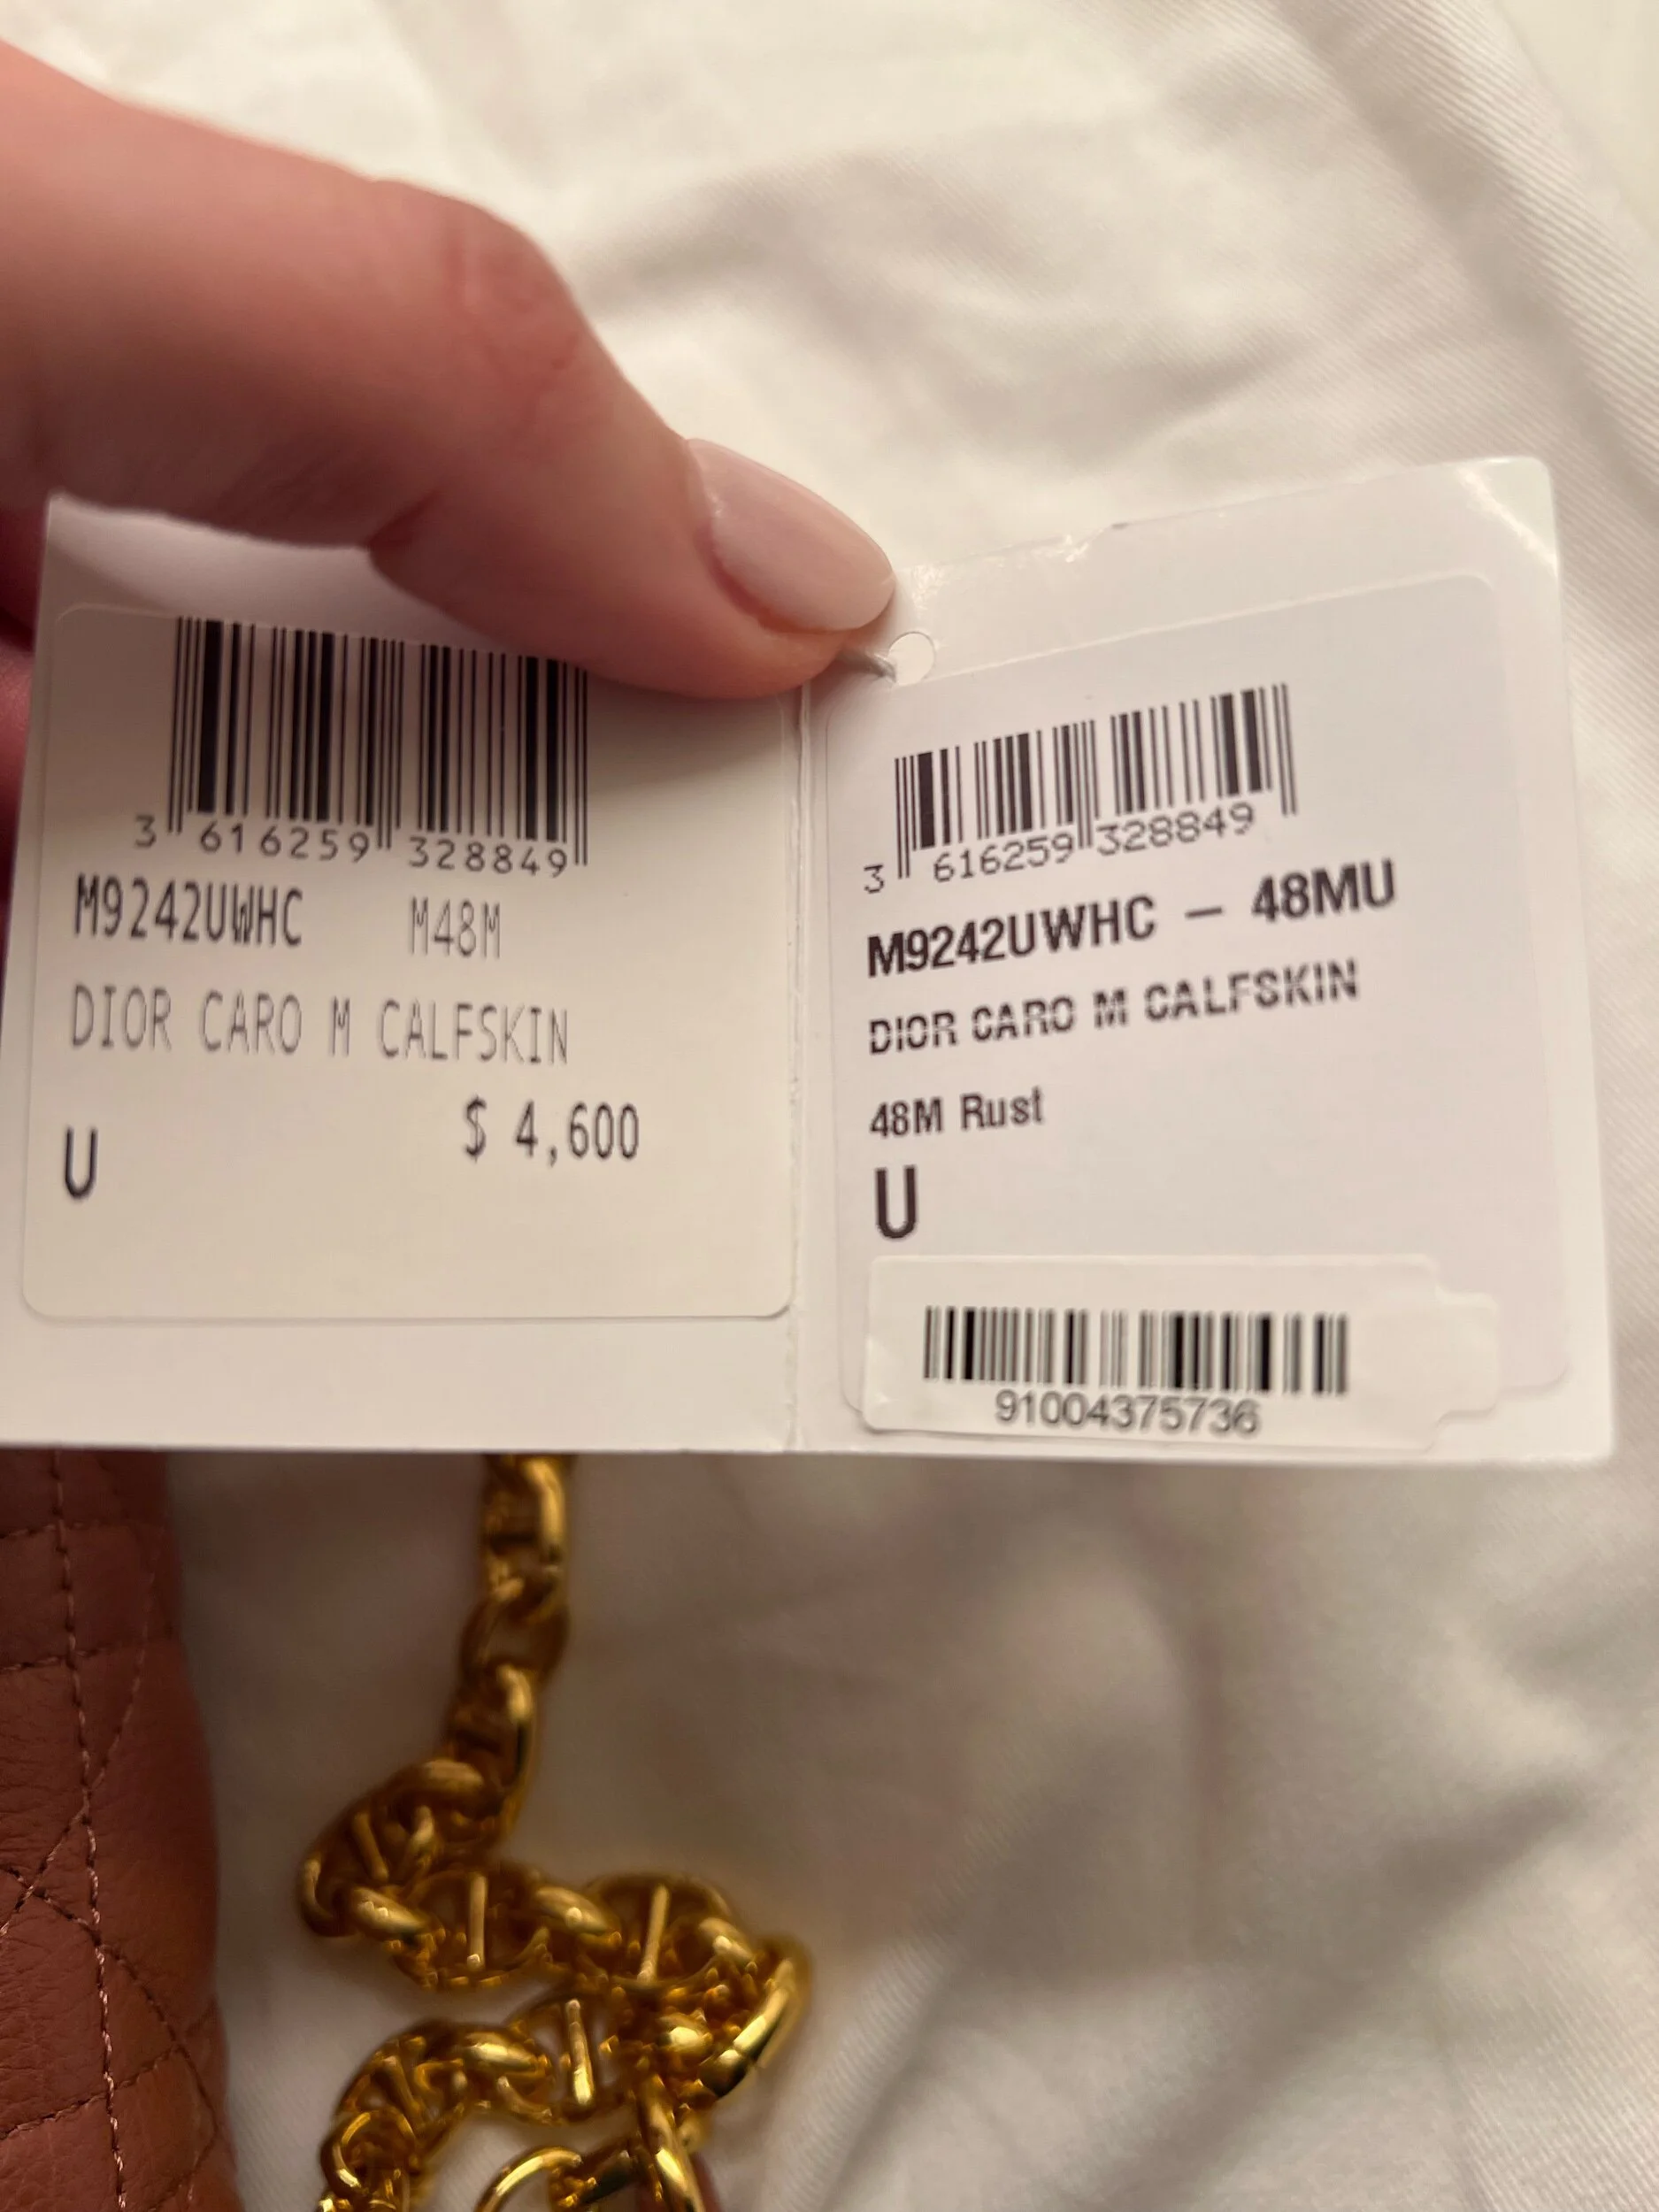 3 616259 328849
M9242UWHC M48M
DIOR CARO M CALFSKIN
$ 4,600
U
3 616259 328849
M9242UWHC – 48MU
DIOR CARO M CALFSKIN
48M Rust
U
91004375736